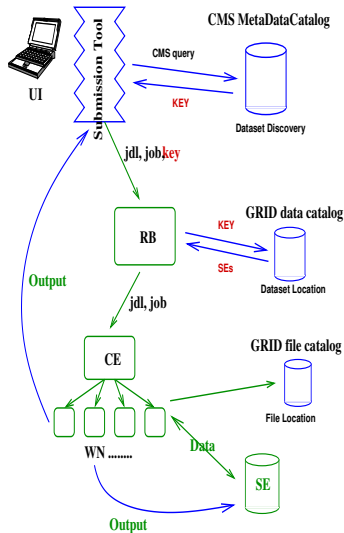 CMS MetaDataCatalog
UI
Submission Tool
CMS query
KEY
Dataset Discovery
jdl, job,key
RB
KEY
SEs
GRID data catalog
Dataset Location
Output
jdl, job
CE
GRID file catalog
File Location
WN ........
Data
SE
Output